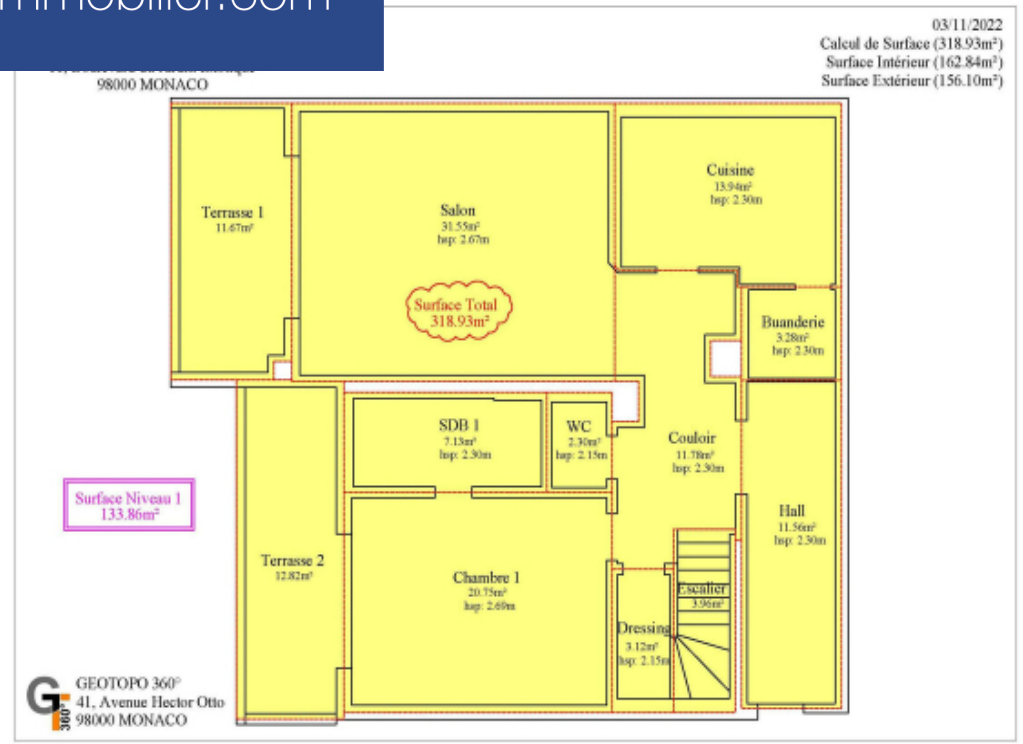 mmobilier.com
98000 MONACO
03/11/2022
Calcul de Surface (318.93m²)
Surface Intérieur (162.84m²)
Surface Extérieur (156.10m²)
Terrasse 1
11.67m²
Salon
31.55m²
hsp: 2.67m
Cuisine
13.94m²
hsp: 2.30m
Surface Total
318.93m²
Buanderie
3.28m²
hsp: 2.30m
SDB 1
7.13m²
hsp: 2.30m
WC
2.30m²
hsp: 2.15m
Couloir
11.78m²
hsp: 2.30m
Surface Niveau 1
133.86m²
Hall
11.56m²
hsp: 2.30m
Terrasse 2
12.82m²
Chambre 1
20.75m²
hsp: 2.69m
Escalier
3.96m²
Dressing
3.12m²
hsp: 2.15m
GT 360°
GEOTOPO 360°
41, Avenue Hector Otto
98000 MONACO